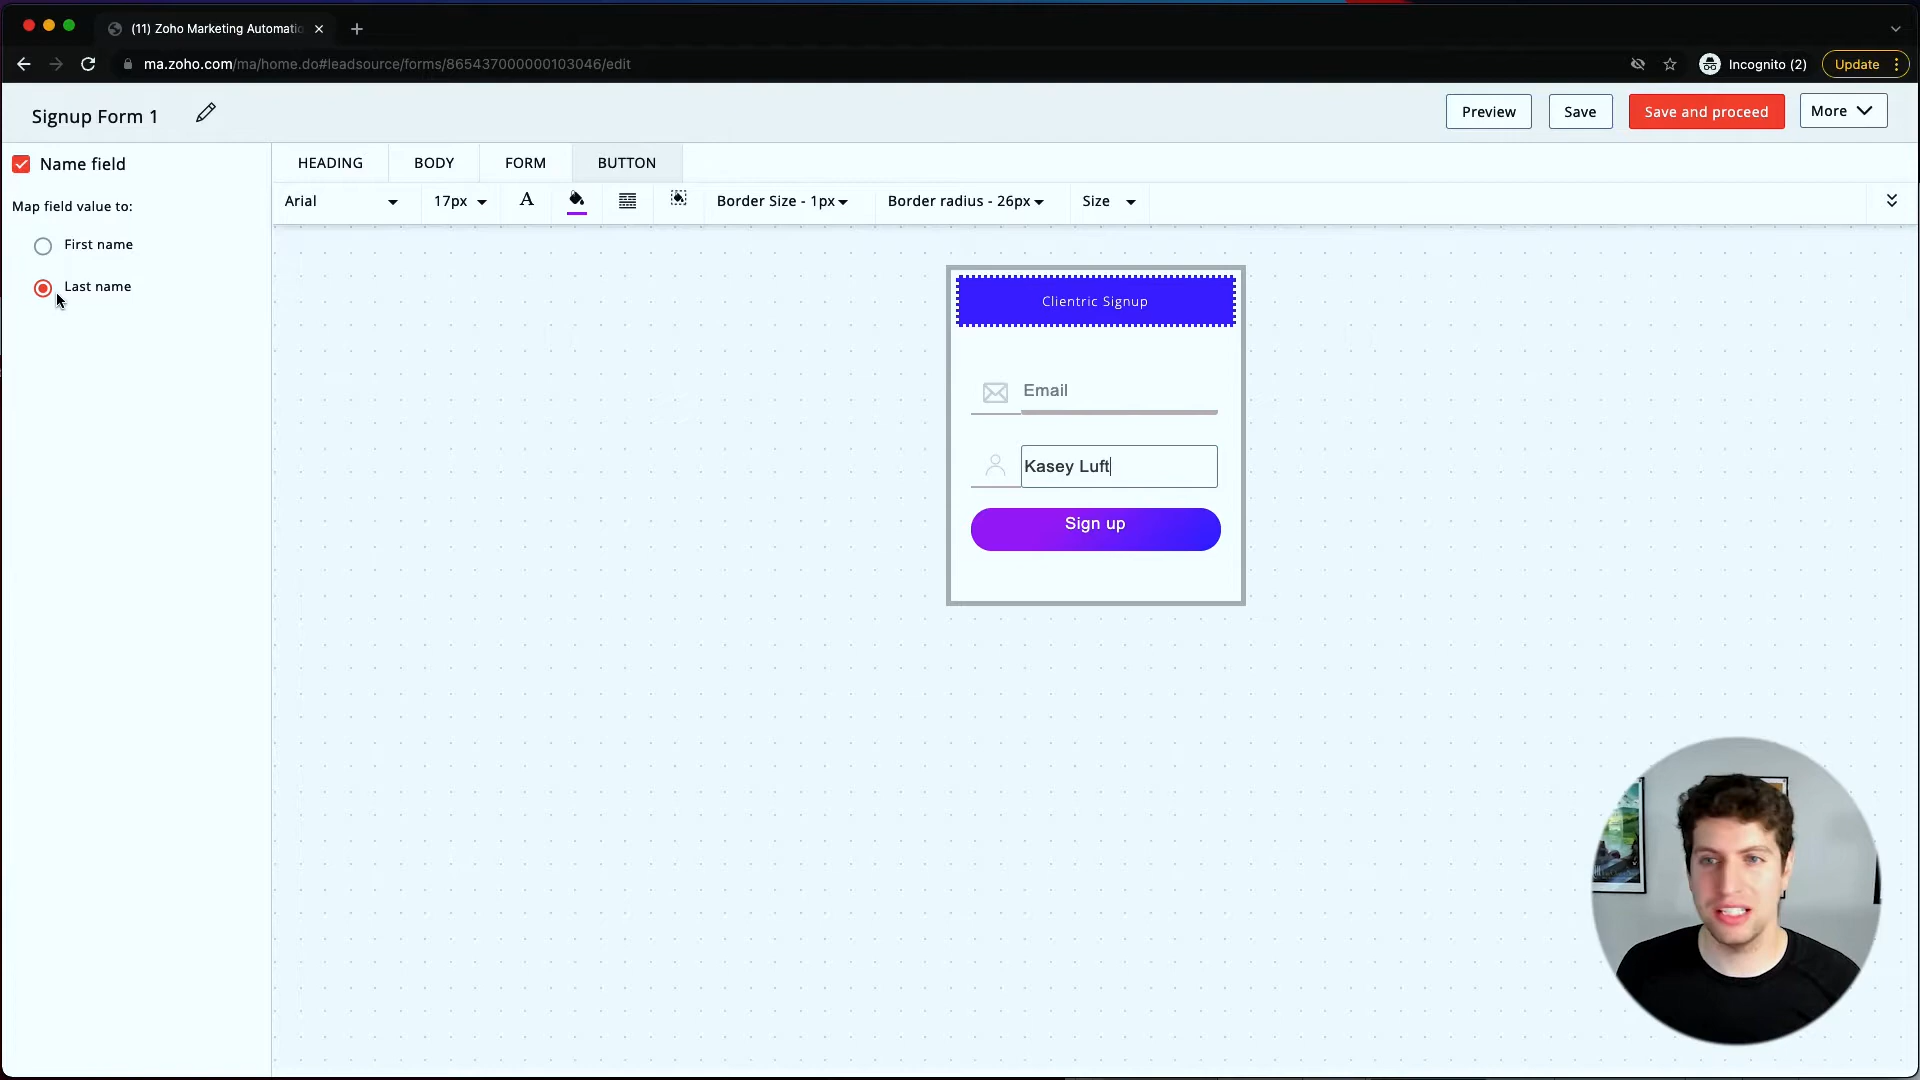 (11) Zoho Marketing Automatic
ma.zoho.com/ma/home.do#leadsource/forms/865437000000103046/edit
Incognito (2)
Update
Signup Form 1
Preview
Save
Save and proceed
More
Name field
HEADING
BODY
FORM
BUTTON
Map field value to:
Arial
17px
A
Border Size - 1px
Border radius - 26px
Size
First name
Last name
Clientric Signup
Email
Kasey Luft
Sign up